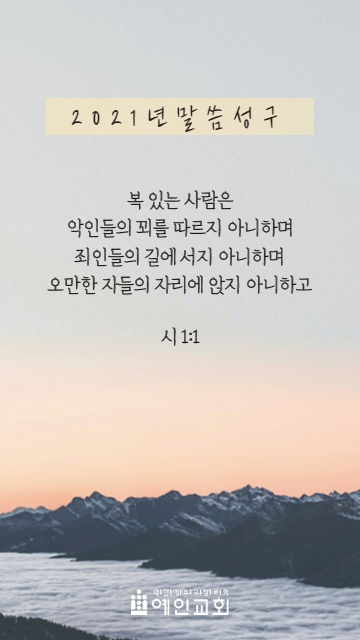 2021년말씀성구
복 있는 사람은
악인들의 꾀를 따르지 아니하며
죄인들의 길에 서지 아니하며
오만한 자들의 자리에 앉지 아니하고
시 1:1
예인교회